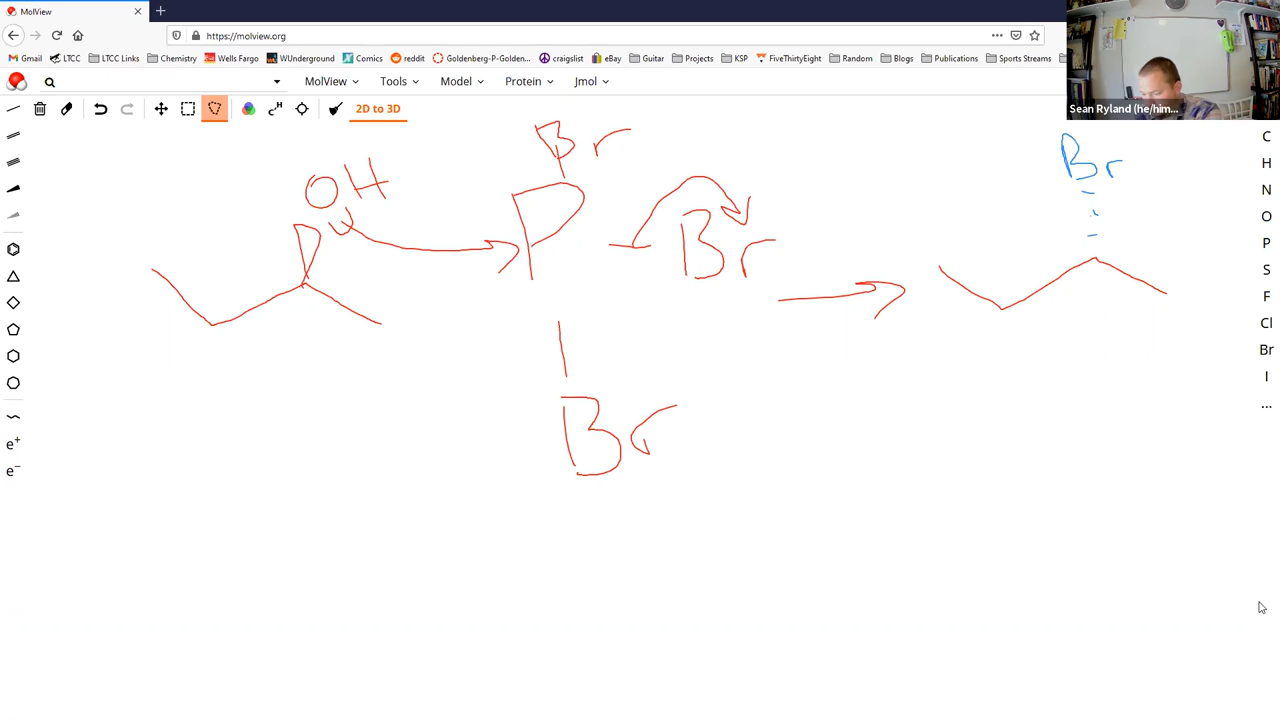 MolView
https://molview.org
Gmail LTCC LTCC Links Chemistry Wells Fargo WUnderground Comics reddit Goldenberg-P-Golden... craigslist eBay Guitar Projects KSP FiveThirtyEight Random Blogs Publications Sports Streams
MolView Tools Model Protein Jmol
2D to 3D
Sean Ryland (he/him...
OH
Br
P
Br
Br
Br
C
H
N
O
P
S
F
Cl
Br
I
...
e+
e−